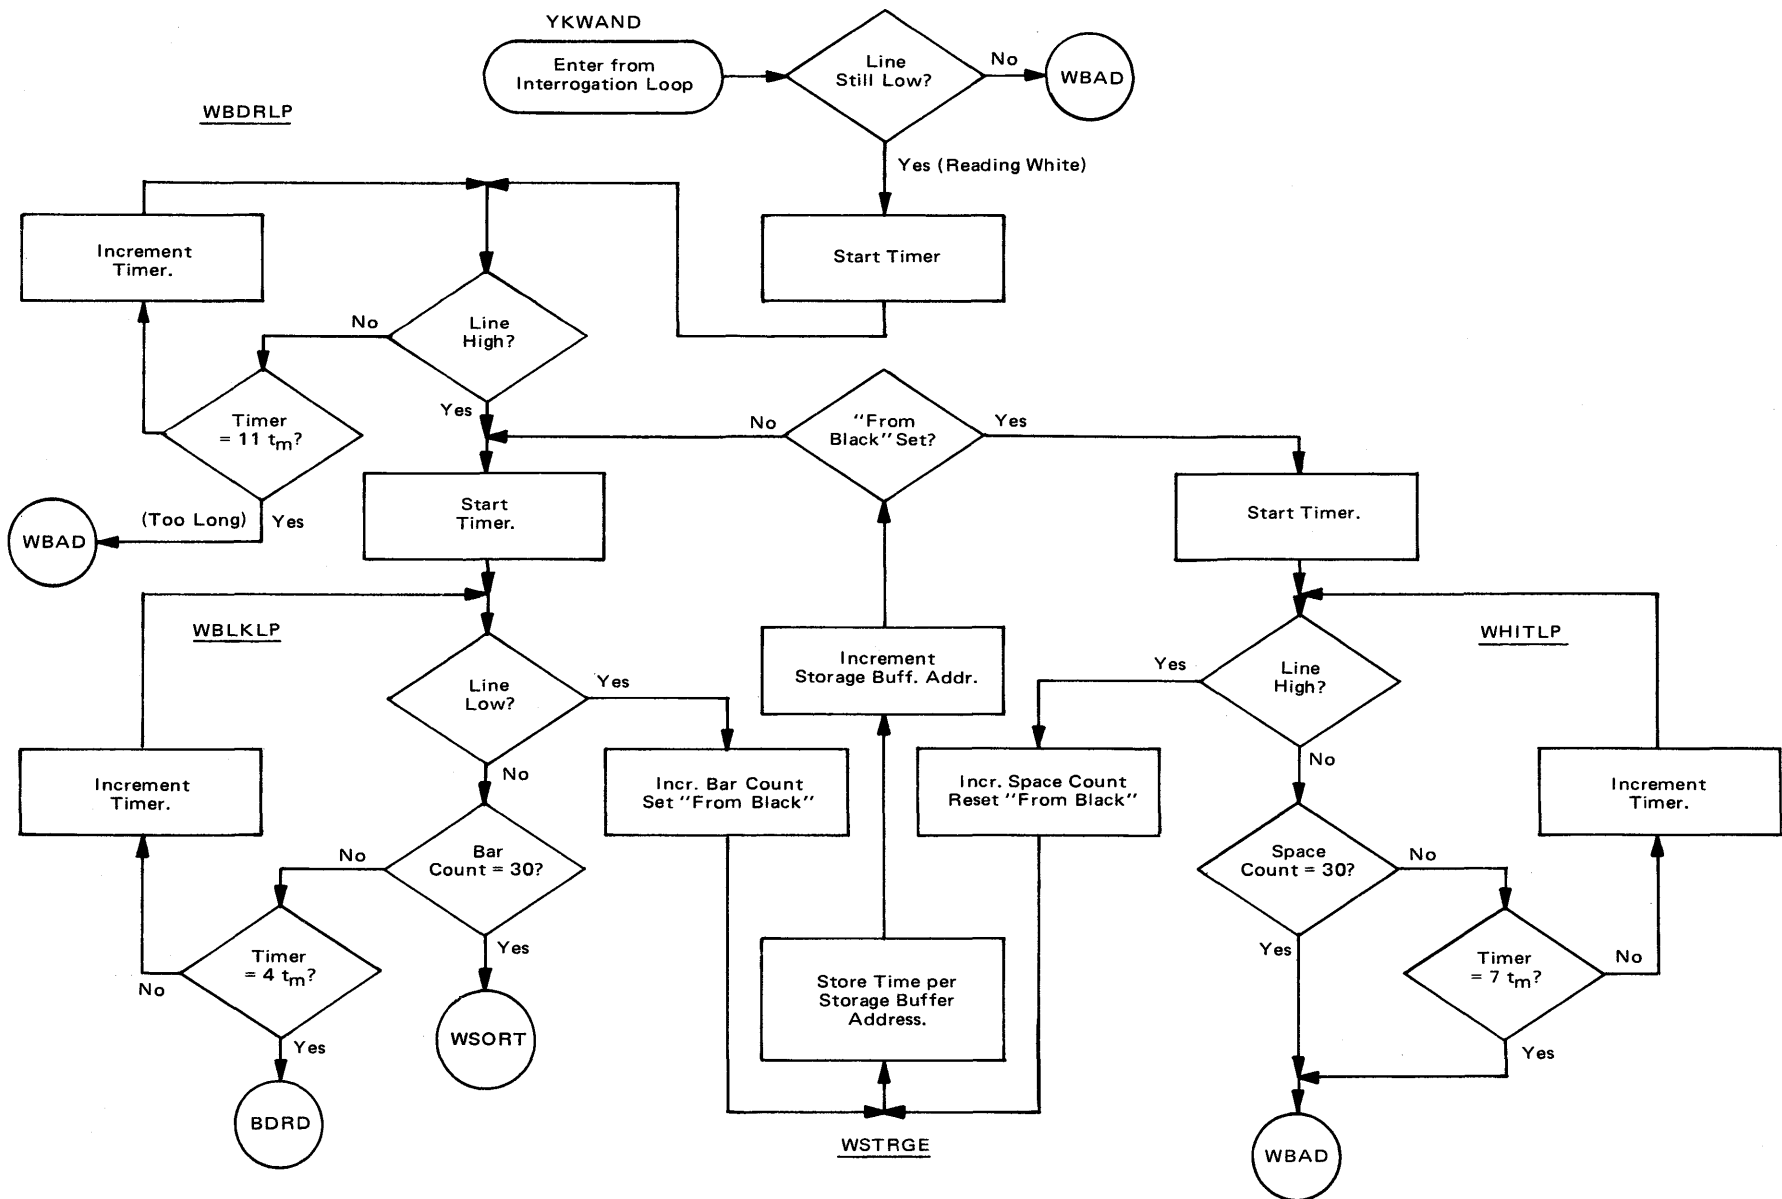 YKWAND
Enter from
Interrogation Loop
Line
Still Low?
No
WBAD
Yes (Reading White)
WBDRLP
Start Timer
Increment
Timer.
Line
High?
No
Yes
Timer
= 11 tm?
(Too Long)
Yes
WBAD
"From
Black" Set?
No
Yes
Start
Timer.
Start Timer.
WBLKLP
Line
Low?
Yes
No
Increment
Timer.
Bar
Count = 30?
No
Yes
Timer
= 4 tm?
No
Yes
BDRD
WSORT
Incr. Bar Count
Set "From Black"
Increment
Storage Buff. Addr.
Incr. Space Count
Reset "From Black"
Store Time per
Storage Buffer
Address.
WSTRGE
WHITLP
Line
High?
Yes
No
Increment
Timer.
Space
Count = 30?
No
Yes
Timer
= 7 tm?
No
Yes
WBAD